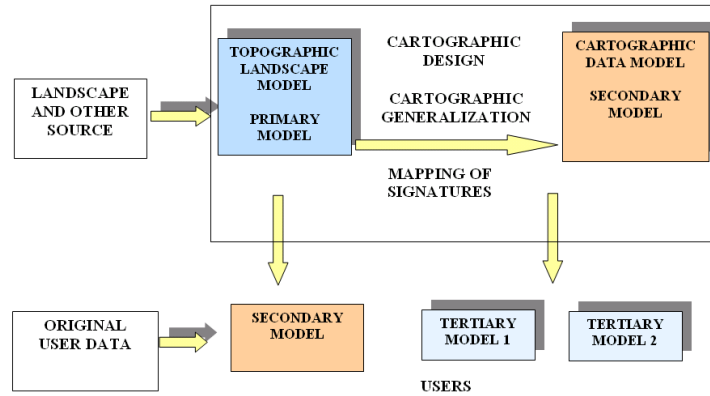 LANDSCAPE
AND OTHER
SOURCE
TOPOGRAPHIC
LANDSCAPE
MODEL
PRIMARY
MODEL
CARTOGRAPHIC
DESIGN
CARTOGRAPHIC
GENERALIZATION
MAPPING OF
SIGNATURES
CARTOGRAPHIC
DATA MODEL
SECONDARY
MODEL
ORIGINAL
USER DATA
SECONDARY
MODEL
TERTIARY
MODEL 1
TERTIARY
MODEL 2
USERS